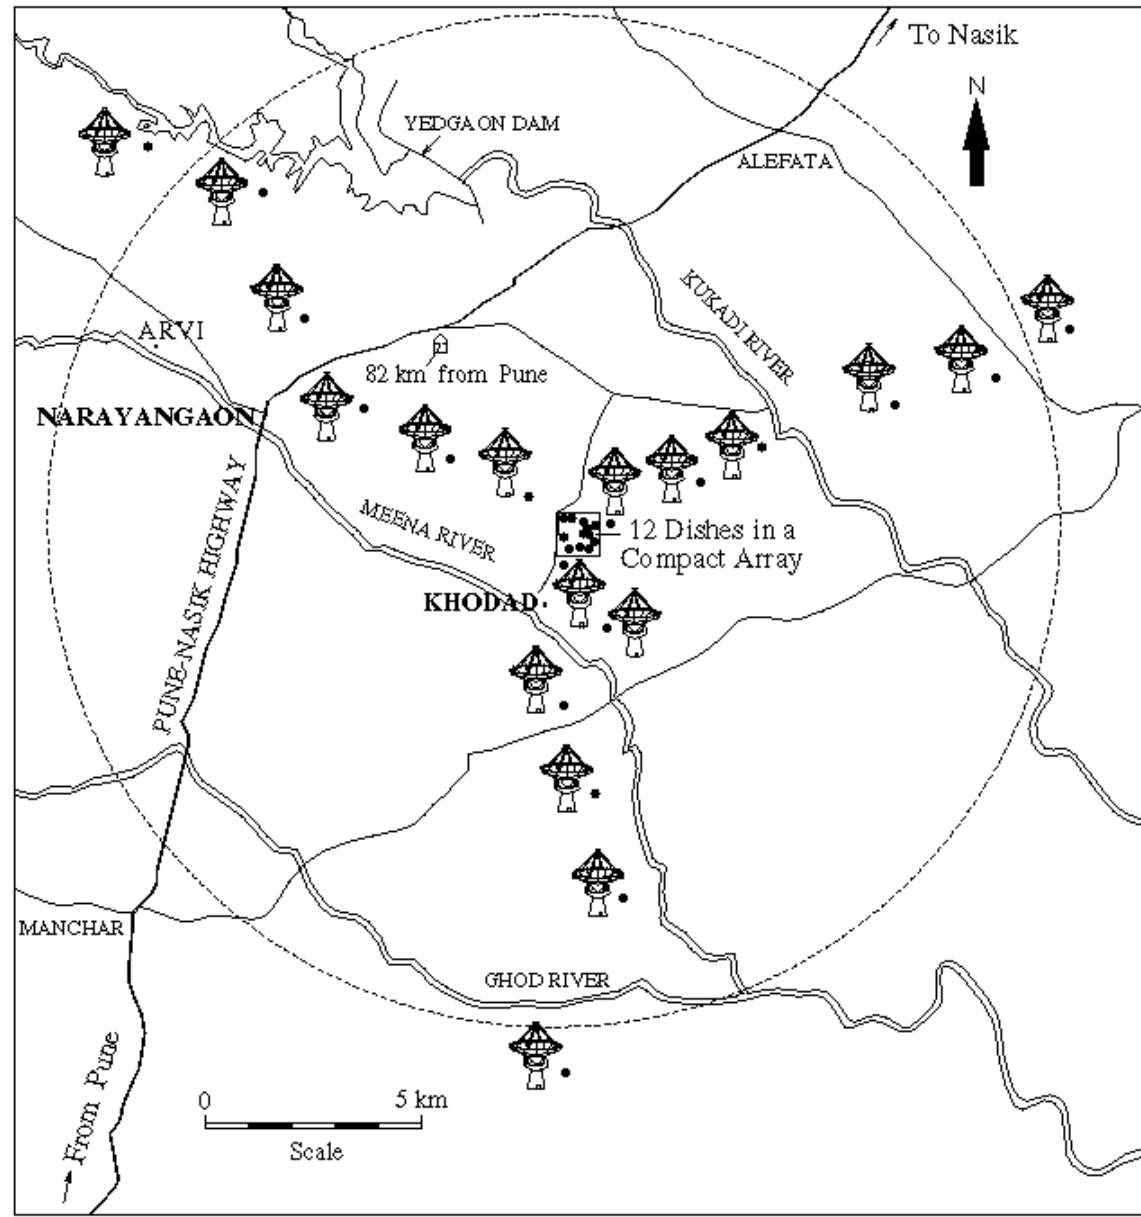 To Nasik
N
YEDGAON DAM
ALEFATA
KUKADI RIVER
ARVI
82 km from Pune
NARAYANGAON
PUNE-NASIK HIGHWAY
MEENA RIVER
12 Dishes in a
Compact Array
KHODAD
MANCHAR
GHOD RIVER
From Pune
0 5 km
Scale